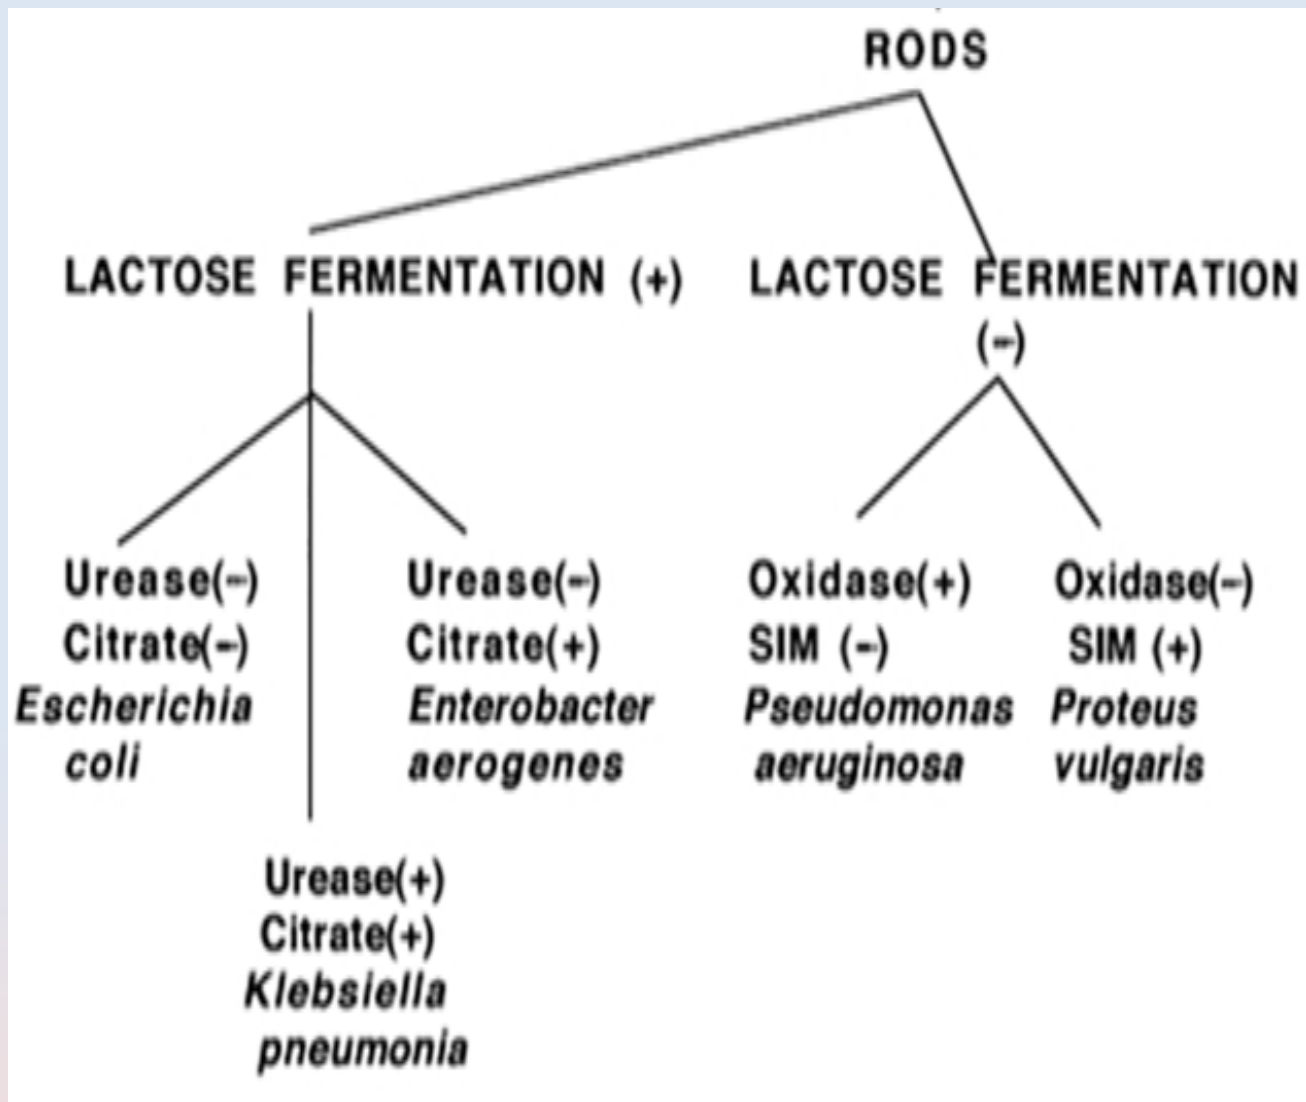 RODS
LACTOSE FERMENTATION (+)
LACTOSE FERMENTATION
(-)
Urease(-)
Citrate(-)
Escherichia
coli
Urease(+)
Citrate(+)
Klebsiella
pneumonia
Urease(-)
Citrate(+)
Enterobacter
aerogenes
Oxidase(+)
SIM (-)
Pseudomonas
aeruginosa
Oxidase(-)
SIM (+)
Proteus
vulgaris